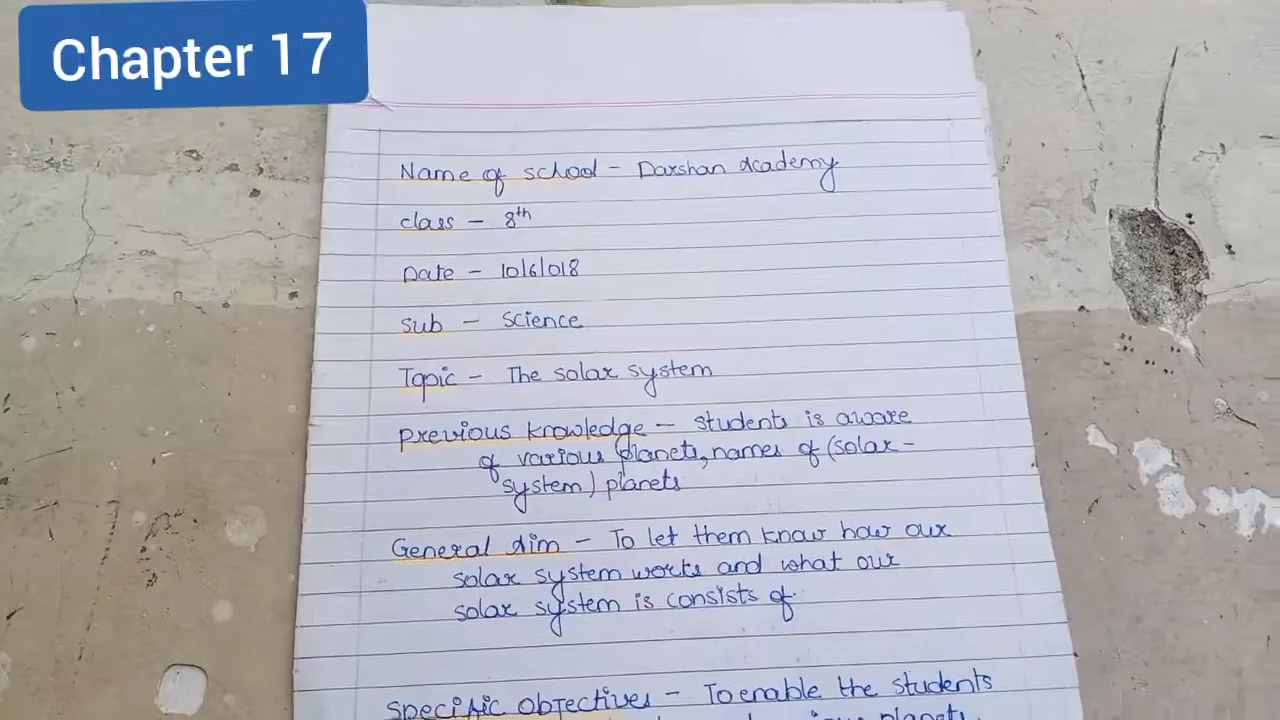 Chapter 17
Name of school - Darshan Academy
class - 8th
Date - 10/6/018
Sub - Science
Topic - The solar system
previous knowledge - students is aware
of various planets, names of (solar-
system) planets
General Aim - To let them know how our
solar system works and what our
solar system is consists of.
Specific Objectives - To enable the students
planets